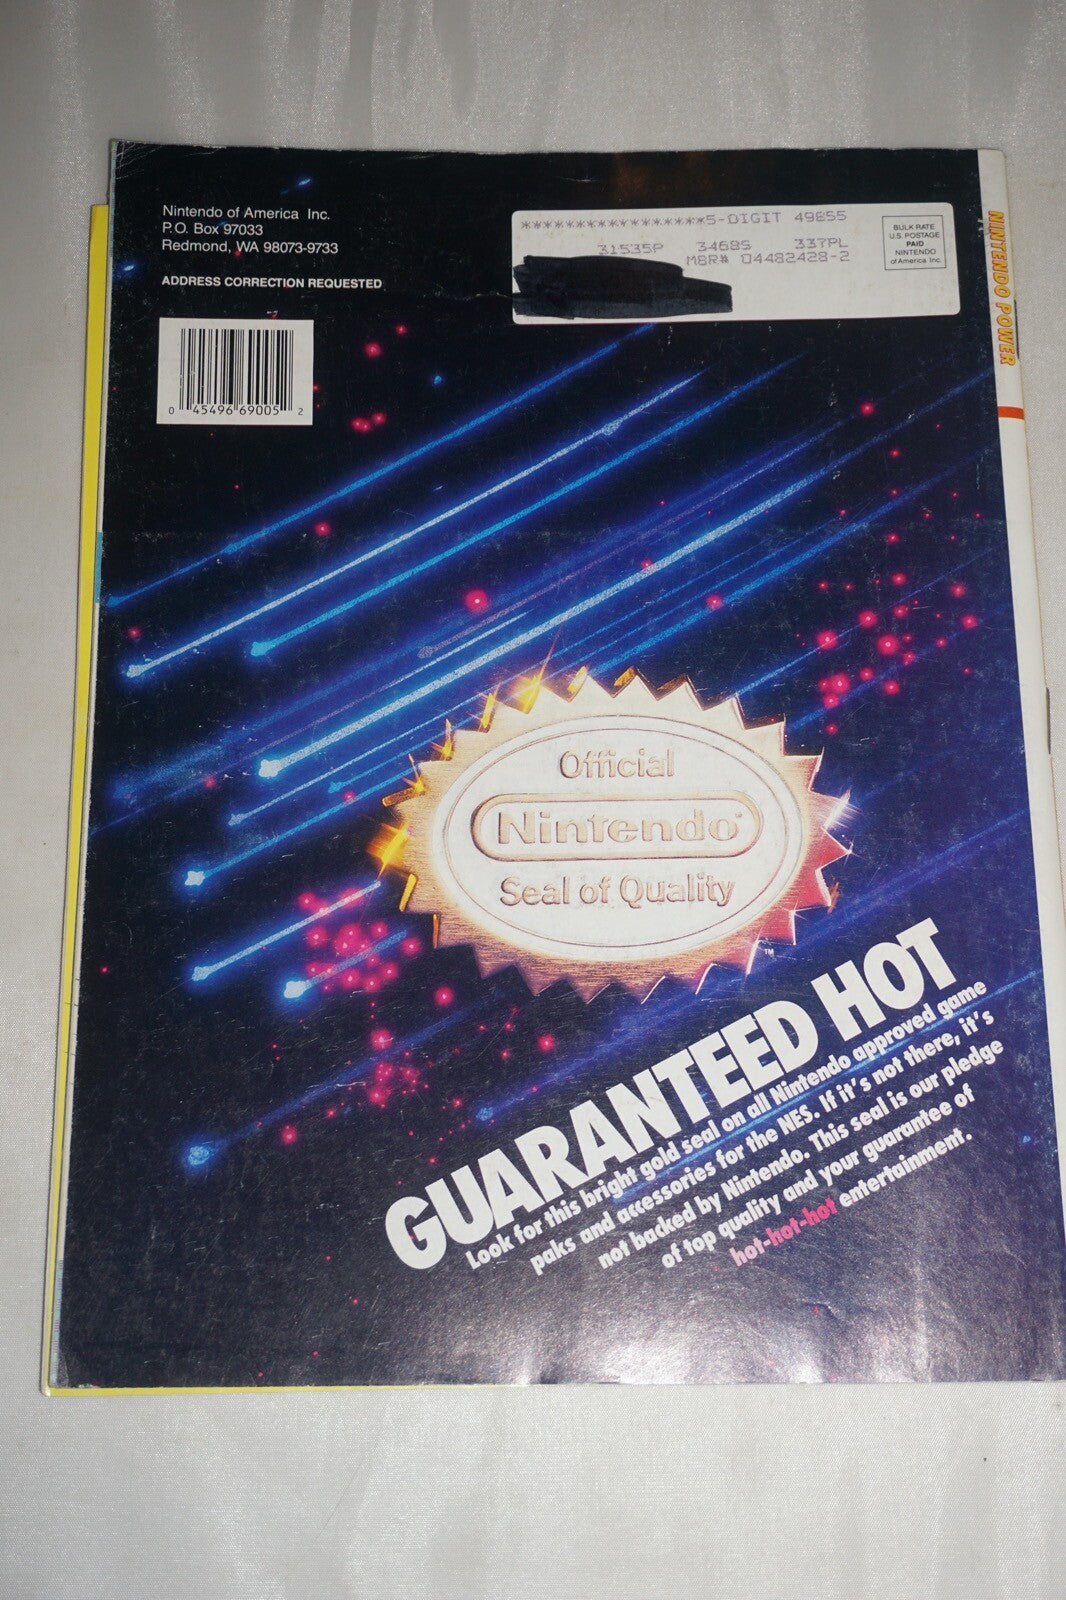 Nintendo of America Inc.
P.O. Box 97033
Redmond, WA 98073-9733
ADDRESS CORRECTION REQUESTED
*****************5-DIGIT 49855
31535P 3468S 337PL
MBR# 04482428-2
BULK RATE
U.S. POSTAGE
PAID
NINTENDO
of America Inc.
NINTENDO POWER
0 45496 69005 2
Official
Nintendo
Seal of Quality
TM
GUARANTEED HOT
Look for this bright gold seal on all Nintendo approved game
paks and accessories for the NES. If it's not there, it's
not backed by Nintendo. This seal is our pledge
of top quality and your guarantee of
hot-hot-hot entertainment.